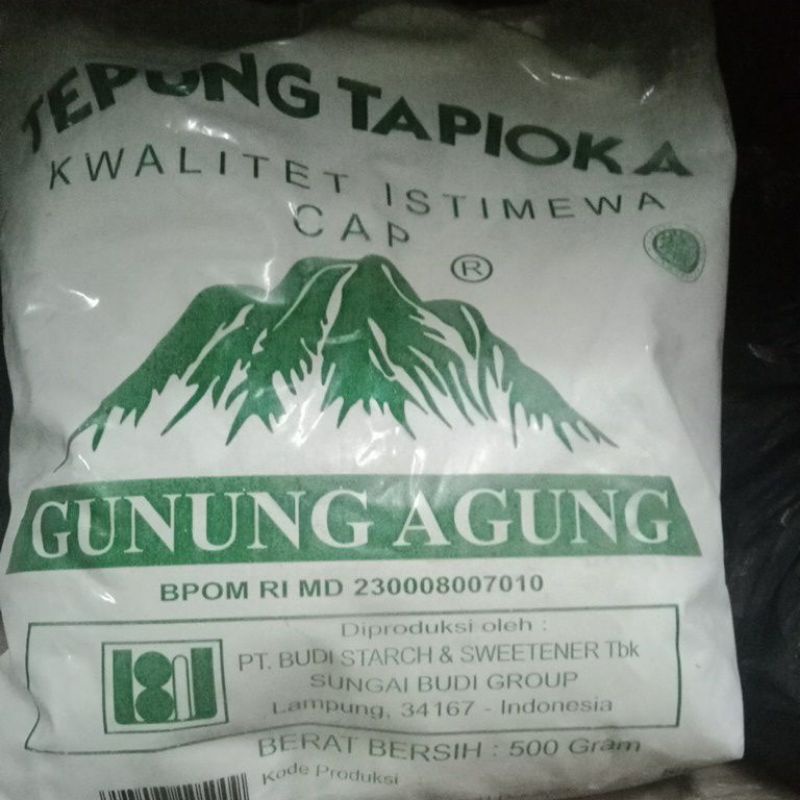 TEPUNG TAPIOKA
KWALITET ISTIMEWA
CAP
®
GUNUNG AGUNG
BPOM RI MD 230008007010
Diproduksi oleh :
PT. BUDI STARCH & SWEETENER Tbk
SUNGAI BUDI GROUP
Lampung, 34167 - Indonesia
BERAT BERSIH : 500 Gram
Kode Produksi